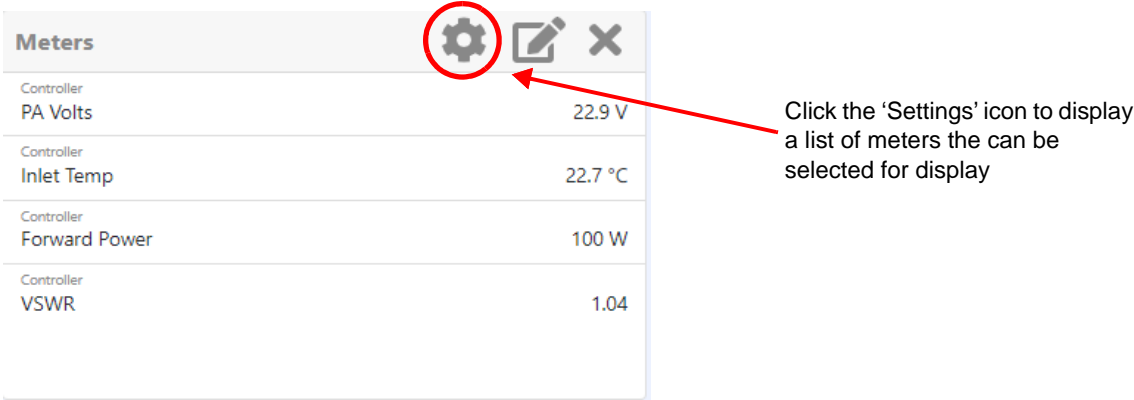 Meters
Controller
PA Volts 22.9 V
Controller
Inlet Temp 22.7 °C
Controller
Forward Power 100 W
Controller
VSWR 1.04
Click the ‘Settings’ icon to display
a list of meters the can be
selected for display